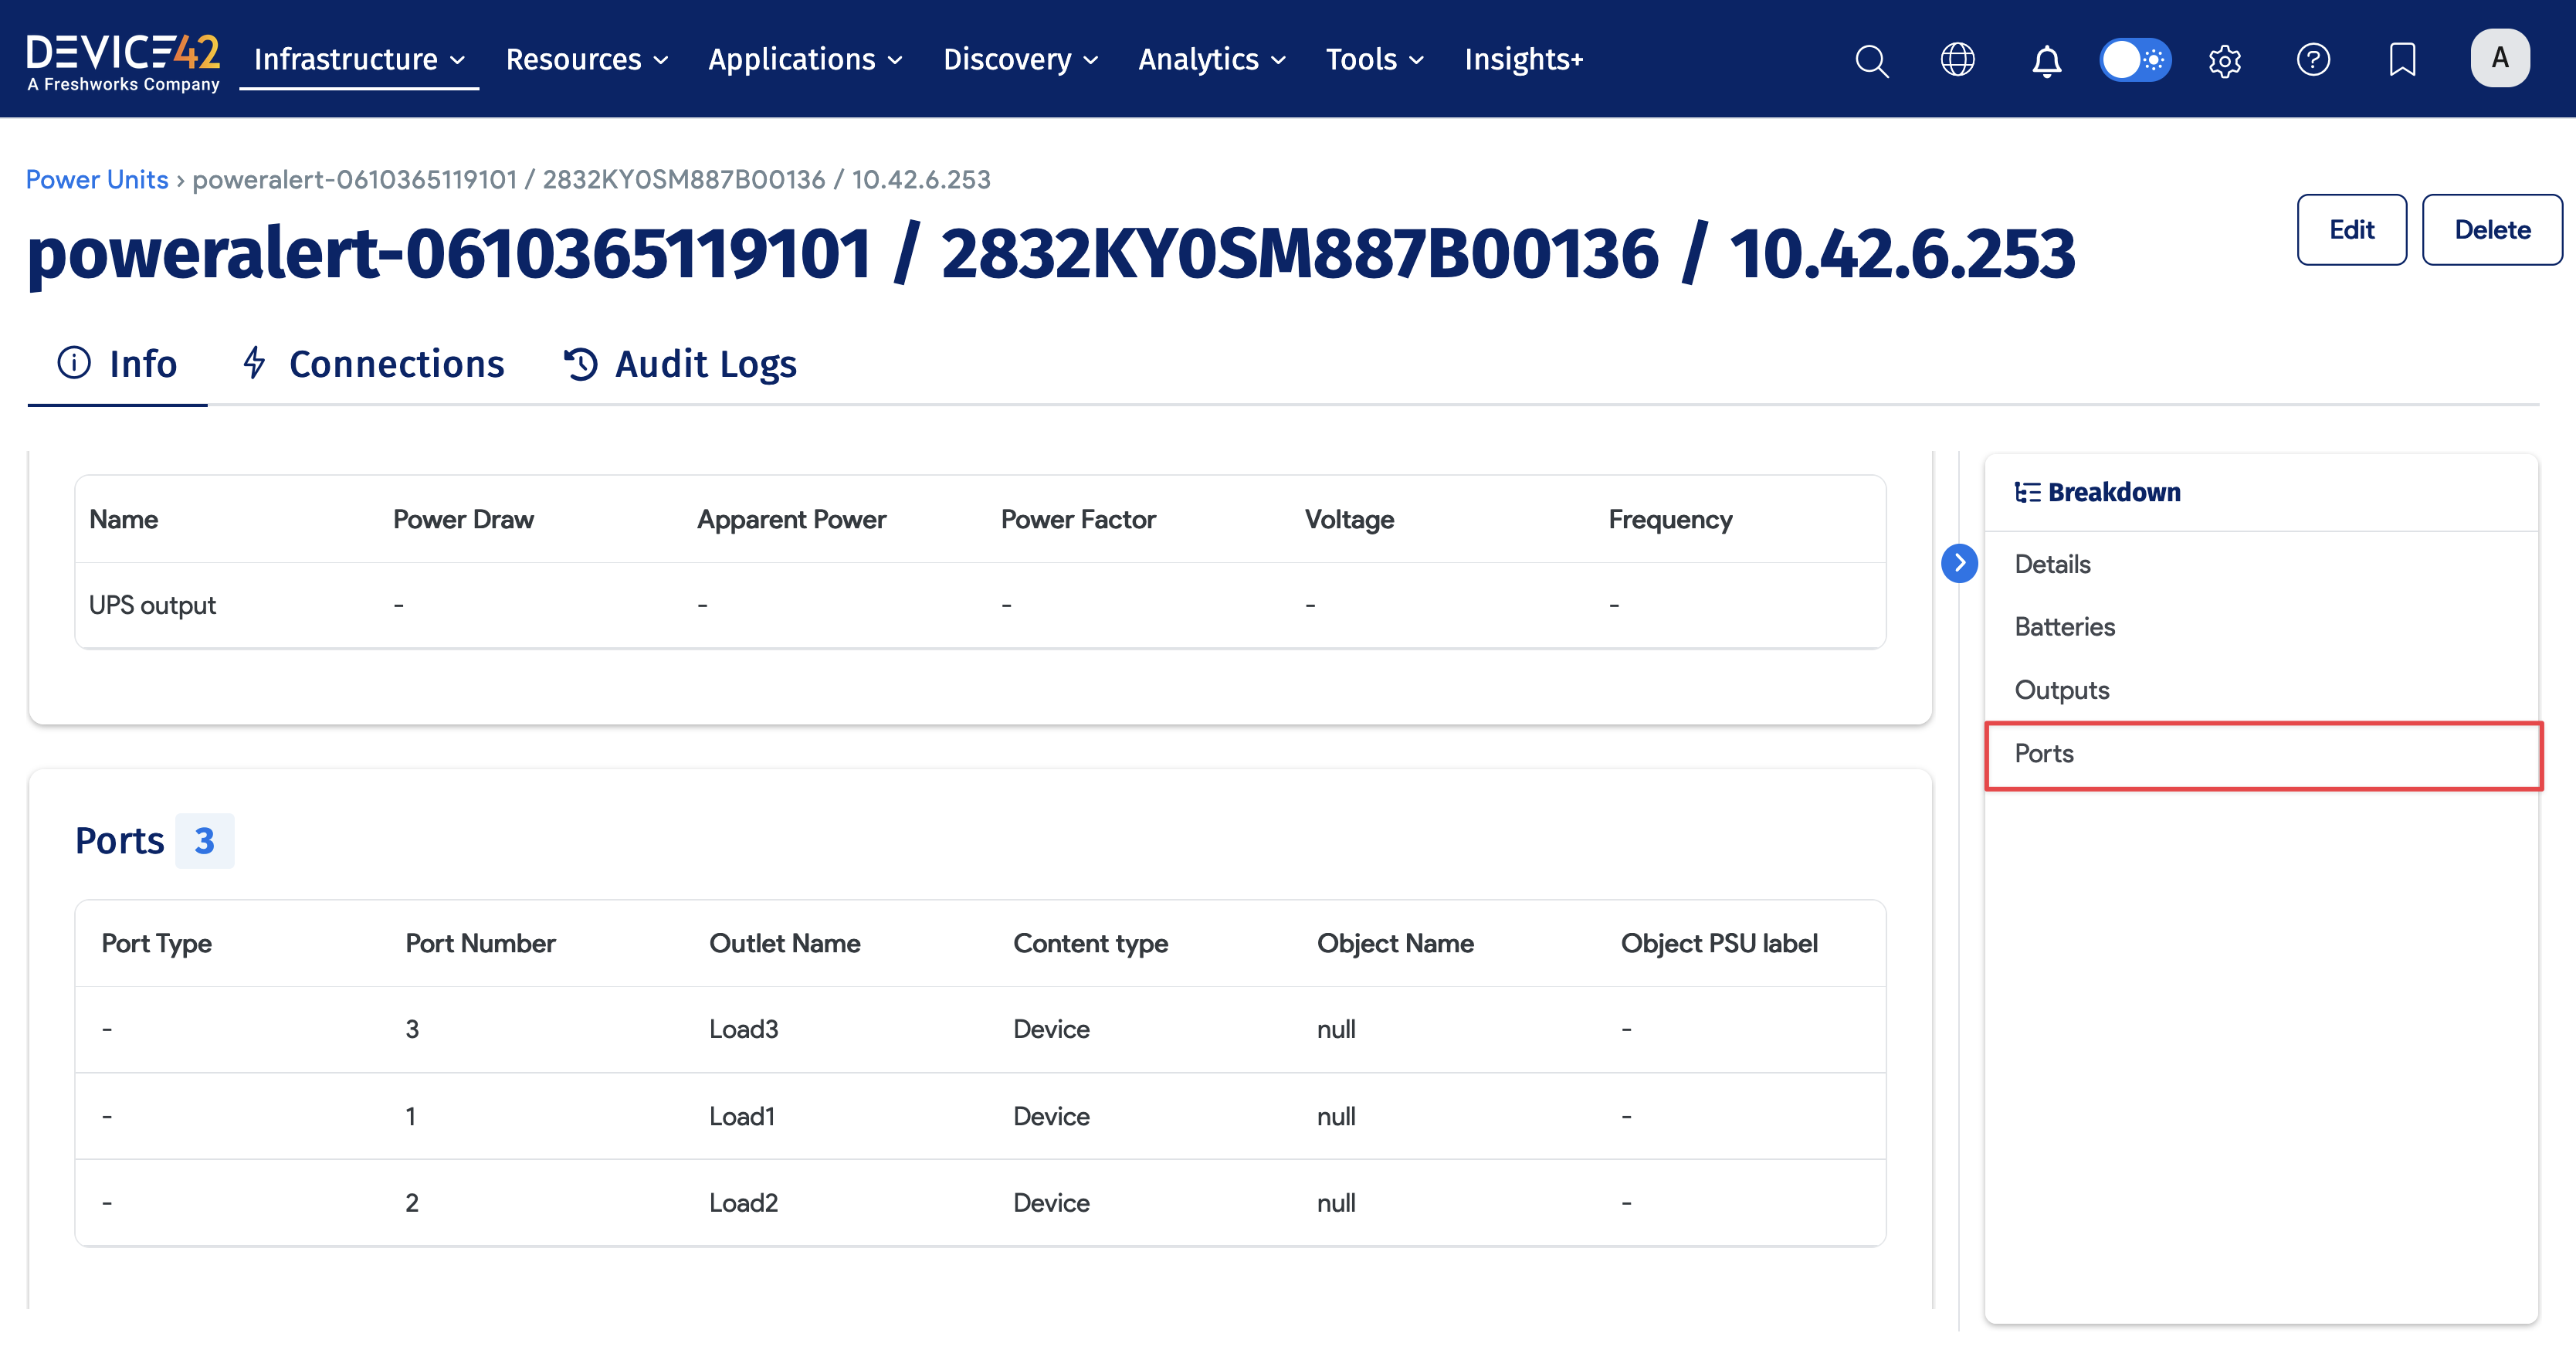 DEVICE42
A Freshworks Company
Infrastructure Resources Applications Discovery Analytics Tools Insights+
A
Power Units › poweralert-0610365119101 / 2832KY0SM887B00136 / 10.42.6.253
poweralert-0610365119101 / 2832KY0SM887B00136 / 10.42.6.253
Edit Delete
Info Connections Audit Logs
Name Power Draw Apparent Power Power Factor Voltage Frequency
UPS output - - - - -
Ports 3
Port Type Port Number Outlet Name Content type Object Name Object PSU label
- 3 Load3 Device null -
- 1 Load1 Device null -
- 2 Load2 Device null -
Breakdown
Details
Batteries
Outputs
Ports